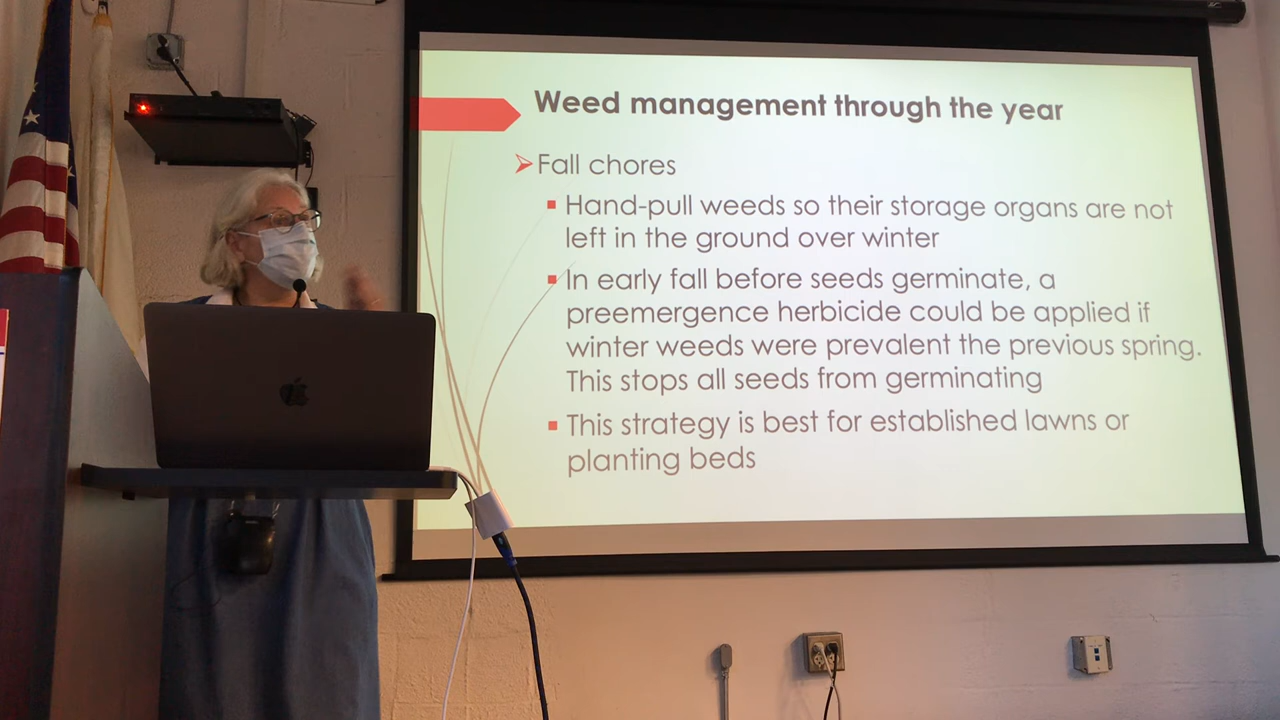 Weed management through the year
Fall chores
Hand-pull weeds so their storage organs are not
left in the ground over winter
In early fall before seeds germinate, a
preemergence herbicide could be applied if
winter weeds were prevalent the previous spring.
This stops all seeds from germinating
This strategy is best for established lawns or
planting beds